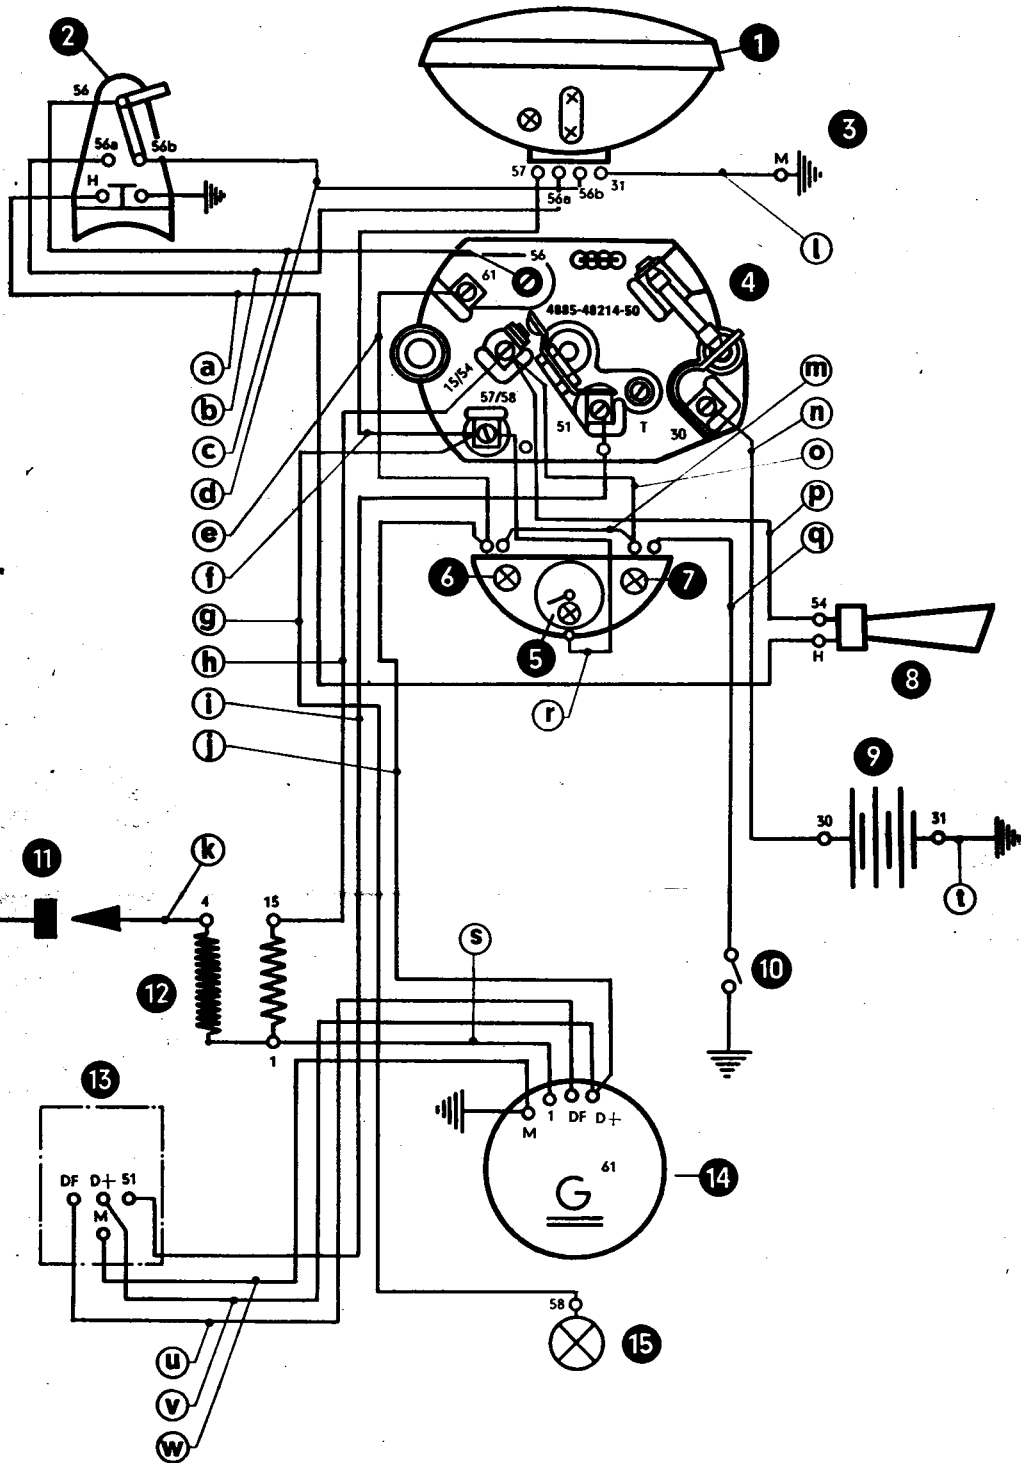 2
1
56
56a 56b
3
H
57 M
31
56a 56b
l
56
61
4
4885-48214-50
a
15/54
m
b
57/58
n
51 T 30
c
o
d
p
e
q
f
6
7
g
54
5
H
h
8
i
r
j
9
30 31
k
11
t
4 15
s
12
10
1
13
M 1 DF D+
61
14
DF D+ 51
G
M
58
15
u
v
w